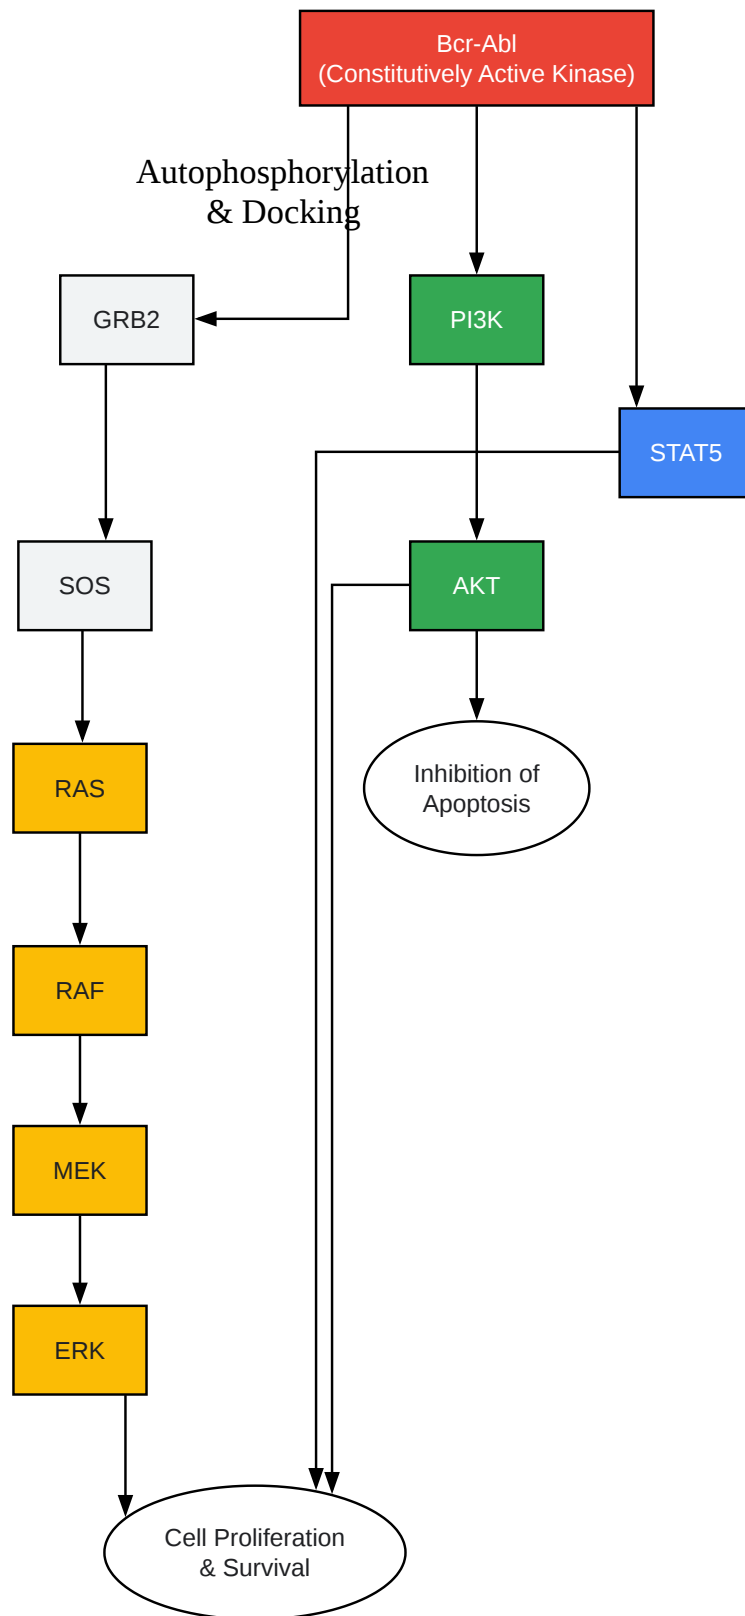 Bcr-Abl
(Constitutively Active Kinase)
Autophosphorylation
& Docking
GRB2
PI3K
STAT5
SOS
AKT
RAS
Inhibition of
Apoptosis
RAF
MEK
ERK
Cell Proliferation
& Survival